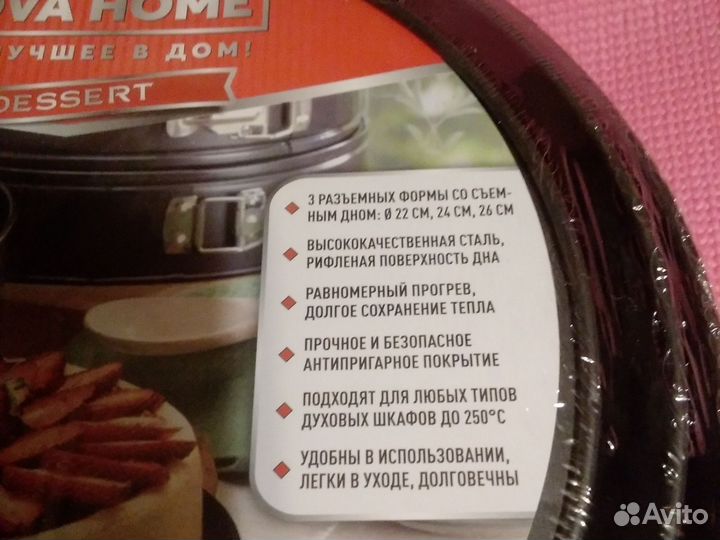 HOME
В ДОМ!
DESSERT
3 РАЗЪЕМНЫХ ФОРМЫ СО СЪЕМ-
НЫМ ДНОМ: Ø 22 СМ, 24 СМ, 26 СМ
ВЫСОКОКАЧЕСТВЕННАЯ СТАЛЬ,
РИФЛЕНАЯ ПОВЕРХНОСТЬ ДНА
РАВНОМЕРНЫЙ ПРОГРЕВ,
ДОЛГОЕ СОХРАНЕНИЕ ТЕПЛА
ПРОЧНОЕ И БЕЗОПАСНОЕ
АНТИПРИГАРНОЕ ПОКРЫТИЕ
ПОДХОДЯТ ДЛЯ ЛЮБЫХ ТИПОВ
ДУХОВЫХ ШКАФОВ ДО 250°С
УДОБНЫ В ИСПОЛЬЗОВАНИИ,
ЛЕГКИ В УХОДЕ, ДОЛГОВЕЧНЫ
Avito